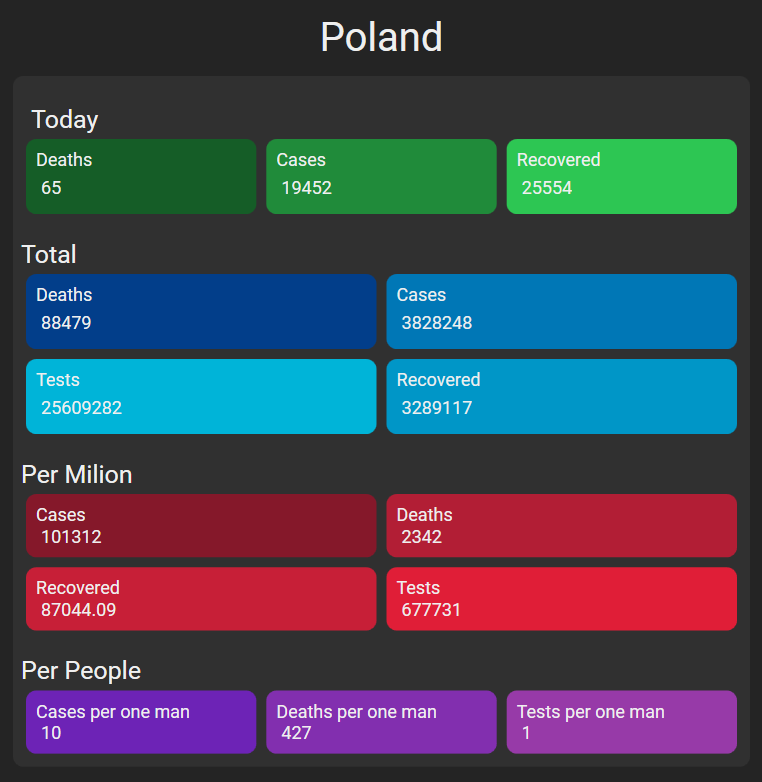 Poland
Today
Deaths
65
Cases
19452
Recovered
25554
Total
Deaths
88479
Cases
3828248
Tests
25609282
Recovered
3289117
Per Milion
Cases
101312
Deaths
2342
Recovered
87044.09
Tests
677731
Per People
Cases per one man
10
Deaths per one man
427
Tests per one man
1